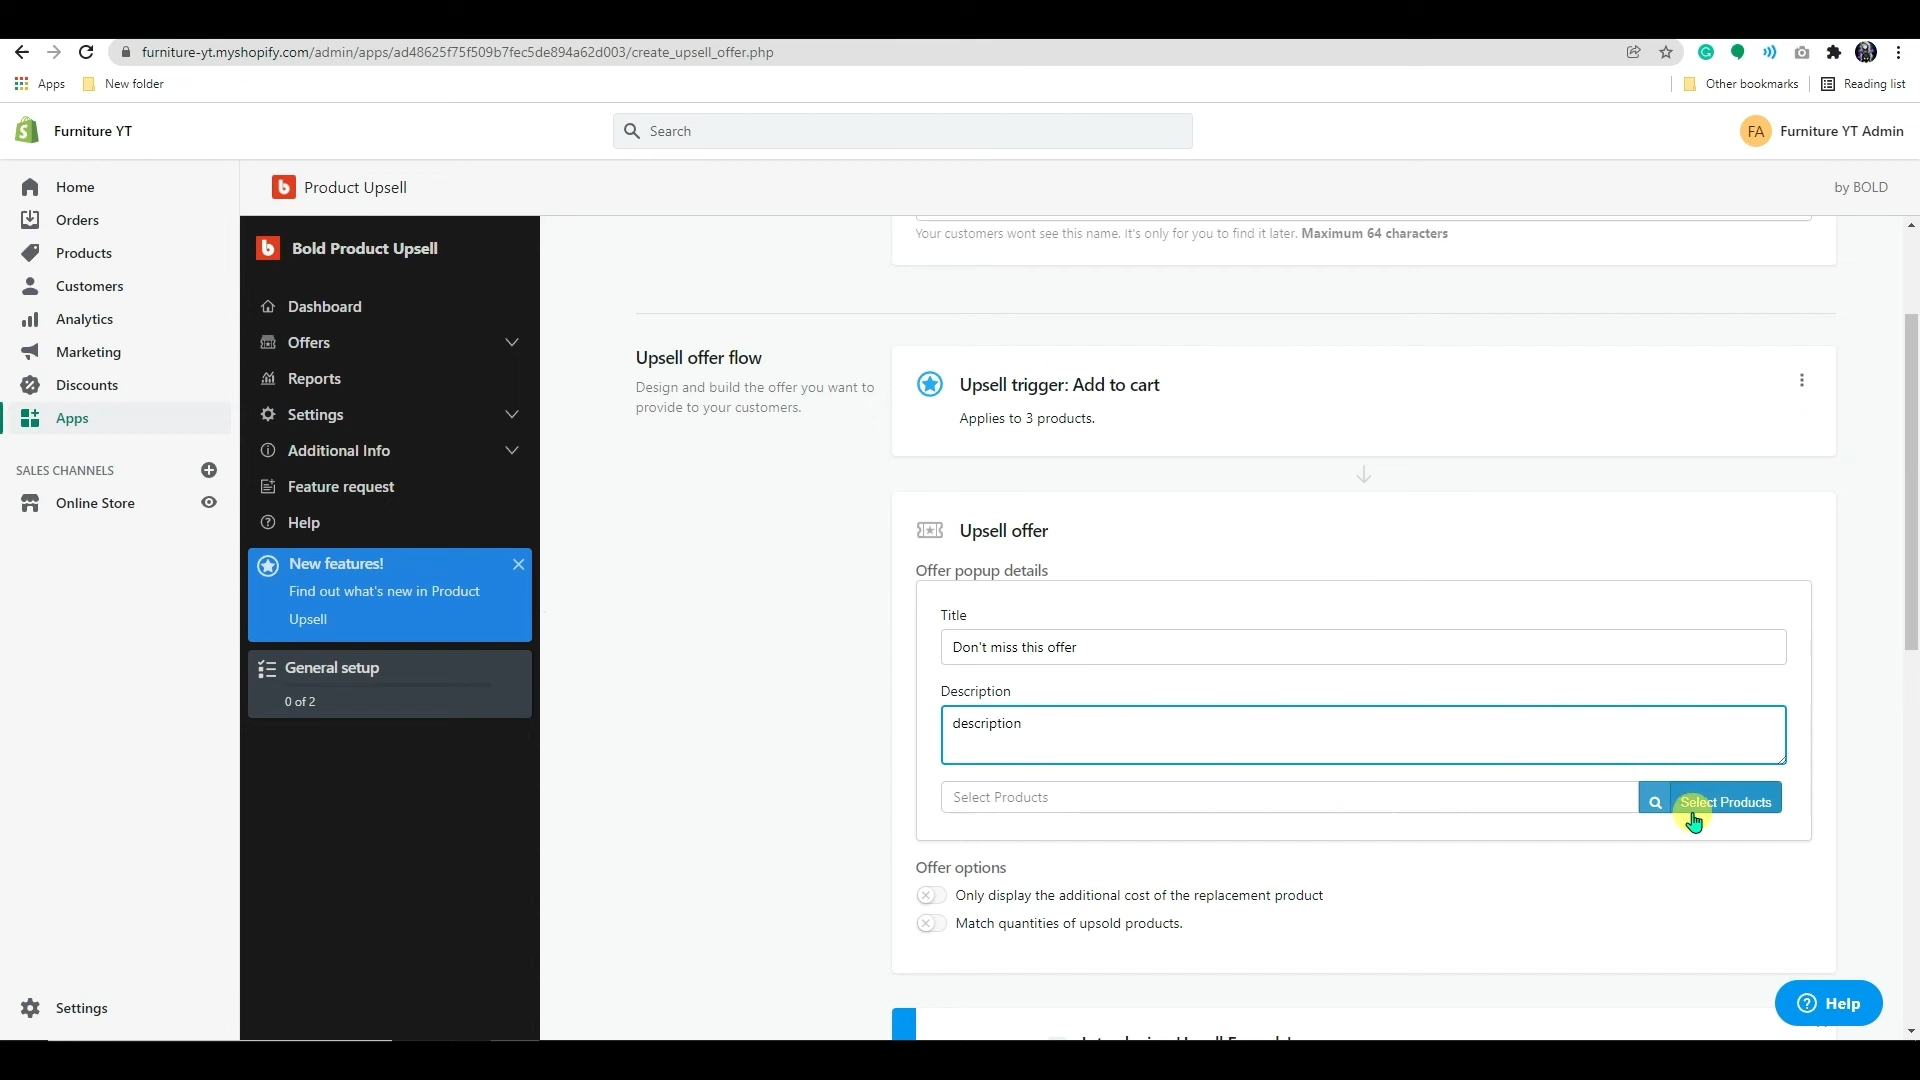 furniture-yt.myshopify.com/admin/apps/ad48625f75f509b7fec5de894a62d003/create_upsell_offer.php
Apps
New folder
Other bookmarks
Reading list
Furniture YT
Search
FA
Furniture YT Admin
Home
Orders
Products
Customers
Analytics
Marketing
Discounts
Apps
SALES CHANNELS
Online Store
Settings
Product Upsell
by BOLD
Bold Product Upsell
Dashboard
Offers
Reports
Settings
Additional Info
Feature request
Help
New features!
Find out what's new in Product
Upsell
General setup
0 of 2
Your customers wont see this name. It's only for you to find it later. Maximum 64 characters
Upsell offer flow
Design and build the offer you want to
provide to your customers.
Upsell trigger: Add to cart
Applies to 3 products.
Upsell offer
Offer popup details
Title
Don't miss this offer
Description
description
Select Products
Select Products
Offer options
Only display the additional cost of the replacement product
Match quantities of upsold products.
Help